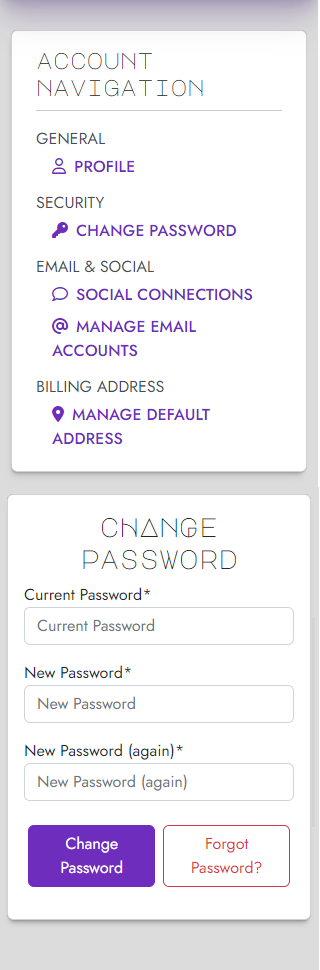 ACCOUNT
NAVIGATION
GENERAL
PROFILE
SECURITY
CHANGE PASSWORD
EMAIL & SOCIAL
SOCIAL CONNECTIONS
MANAGE EMAIL
ACCOUNTS
BILLING ADDRESS
MANAGE DEFAULT
ADDRESS
CHANGE
PASSWORD
Current Password*
Current Password
New Password*
New Password
New Password (again)*
New Password (again)
Change
Password
Forgot
Password?